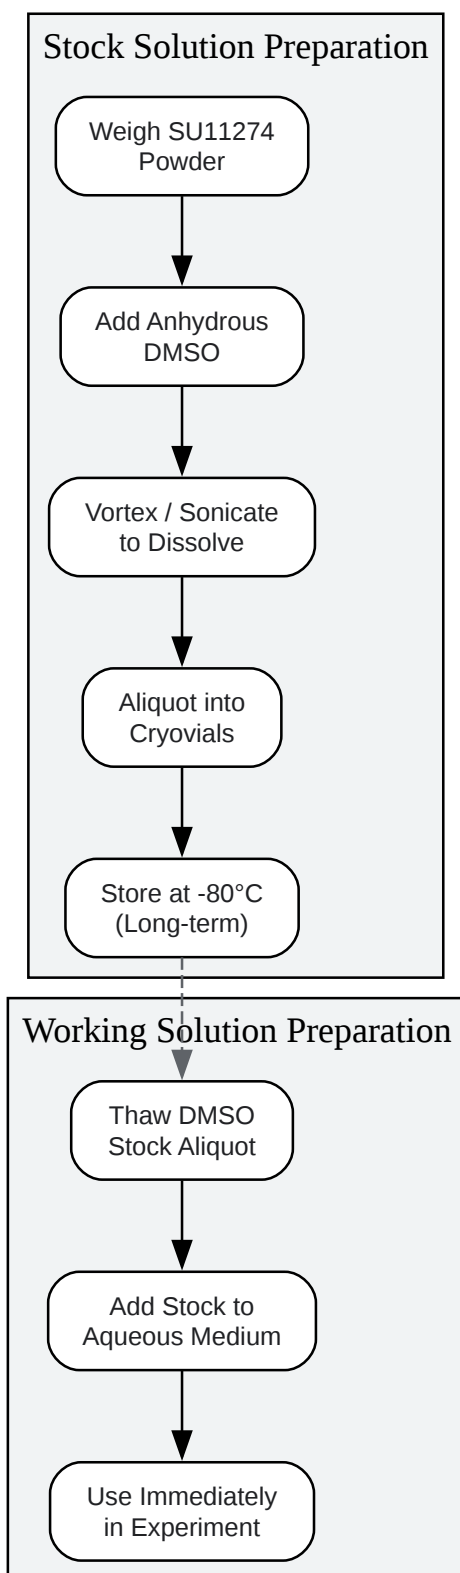 Stock Solution Preparation
Weigh SU11274
Powder
Add Anhydrous
DMSO
Vortex / Sonicate
to Dissolve
Aliquot into
Cryovials
Store at -80°C
(Long-term)
Working Solution Preparation
Thaw DMSO
Stock Aliquot
Add Stock to
Aqueous Medium
Use Immediately
in Experiment